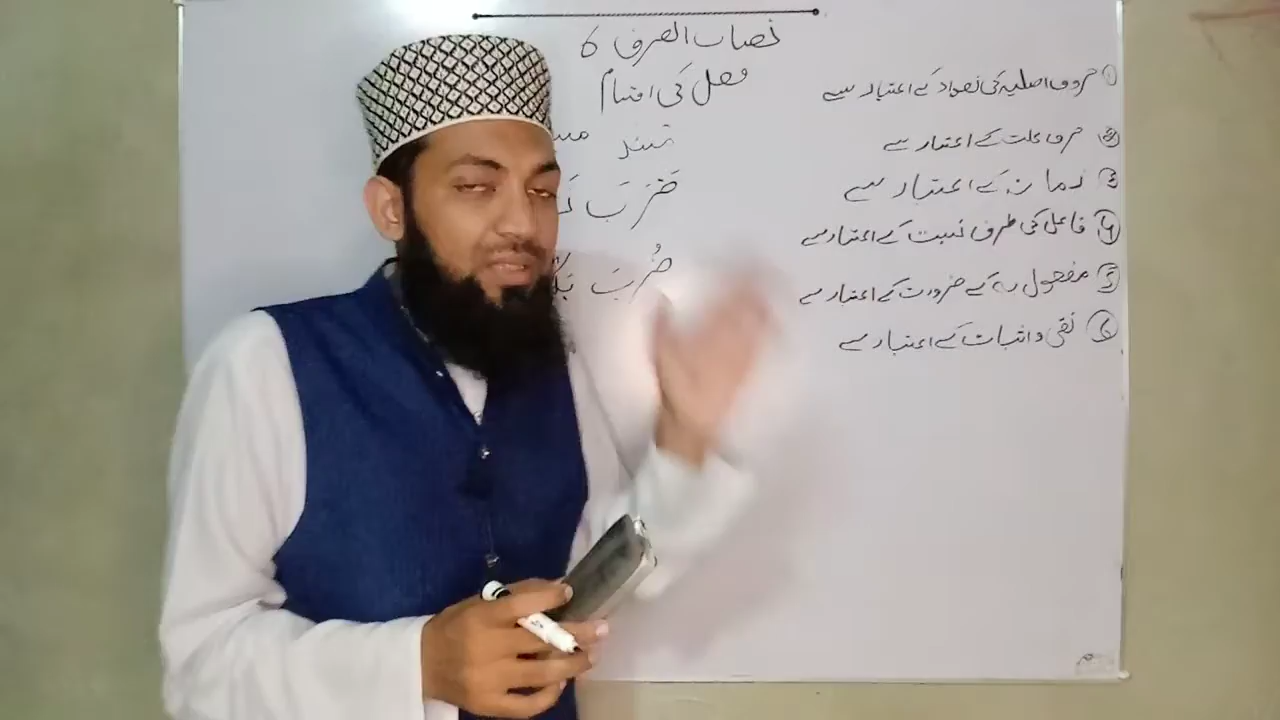 نصاب الصرف 6
فعل کی اقسام
① حروف اصلیہ کی تعداد کے اعتبار سے
② حرف علت کے اعتبار سے
③ زمانہ کے اعتبار سے
④ فاعل کی طرف نسبت کے اعتبار سے
⑤ مفعول بہ کے ضرورت کے اعتبار سے
⑥ نفی و اثبات کے اعتبار سے
ضَرَبَ
ضُرِبَ